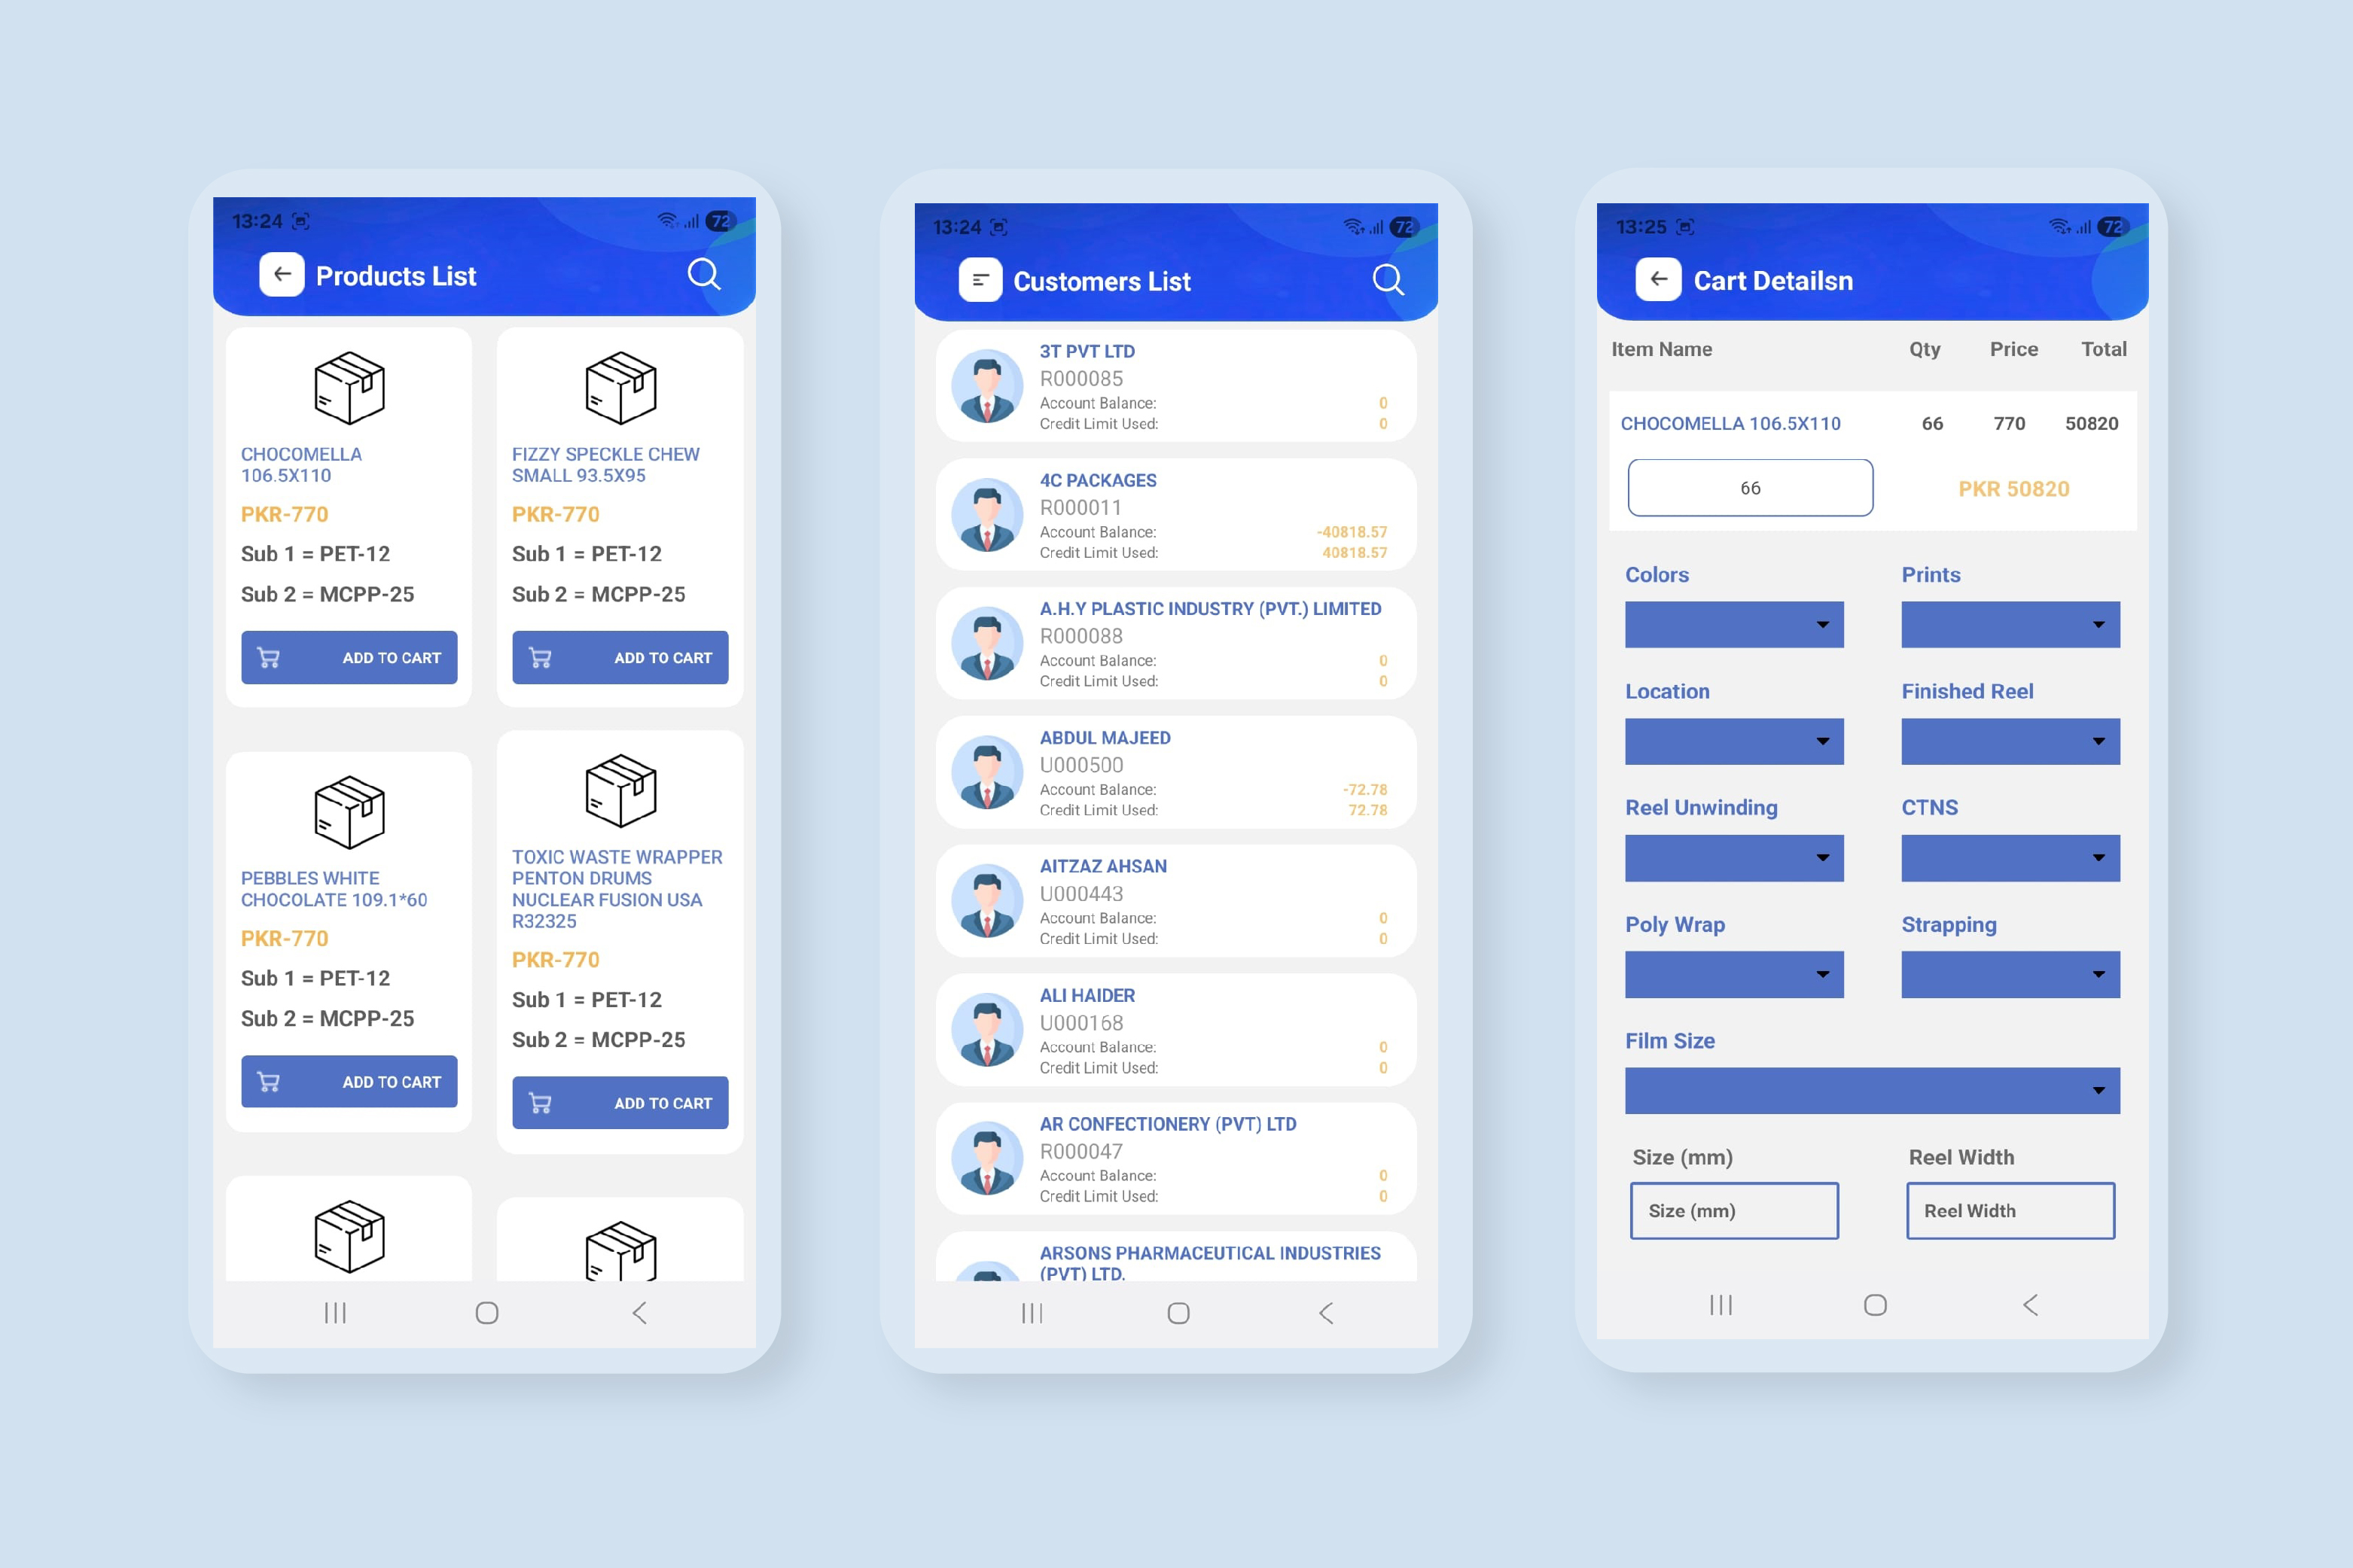 13:24
72
Products List
CHOCOMELLA
106.5X110
PKR-770
Sub 1 = PET-12
Sub 2 = MCPP-25
ADD TO CART
FIZZY SPECKLE CHEW
SMALL 93.5X95
PKR-770
Sub 1 = PET-12
Sub 2 = MCPP-25
ADD TO CART
PEBBLES WHITE
CHOCOLATE 109.1*60
PKR-770
Sub 1 = PET-12
Sub 2 = MCPP-25
ADD TO CART
TOXIC WASTE WRAPPER
PENTON DRUMS
NUCLEAR FUSION USA
R32325
PKR-770
Sub 1 = PET-12
Sub 2 = MCPP-25
ADD TO CART
13:24
72
Customers List
3T PVT LTD
R000085
Account Balance: 0
Credit Limit Used: 0
4C PACKAGES
R000011
Account Balance: -40818.57
Credit Limit Used: 40818.57
A.H.Y PLASTIC INDUSTRY (PVT.) LIMITED
R000088
Account Balance: 0
Credit Limit Used: 0
ABDUL MAJEED
U000500
Account Balance: -72.78
Credit Limit Used: 72.78
AITZAZ AHSAN
U000443
Account Balance: 0
Credit Limit Used: 0
ALI HAIDER
U000168
Account Balance: 0
Credit Limit Used: 0
AR CONFECTIONERY (PVT) LTD
R000047
Account Balance: 0
Credit Limit Used: 0
ARSONS PHARMACEUTICAL INDUSTRIES
(PVT) LTD.
13:25
72
Cart Detailsn
Item Name Qty Price Total
CHOCOMELLA 106.5X110 66 770 50820
66 PKR 50820
Colors Prints
Location Finished Reel
Reel Unwinding CTNS
Poly Wrap Strapping
Film Size
Size (mm) Reel Width
Size (mm) Reel Width